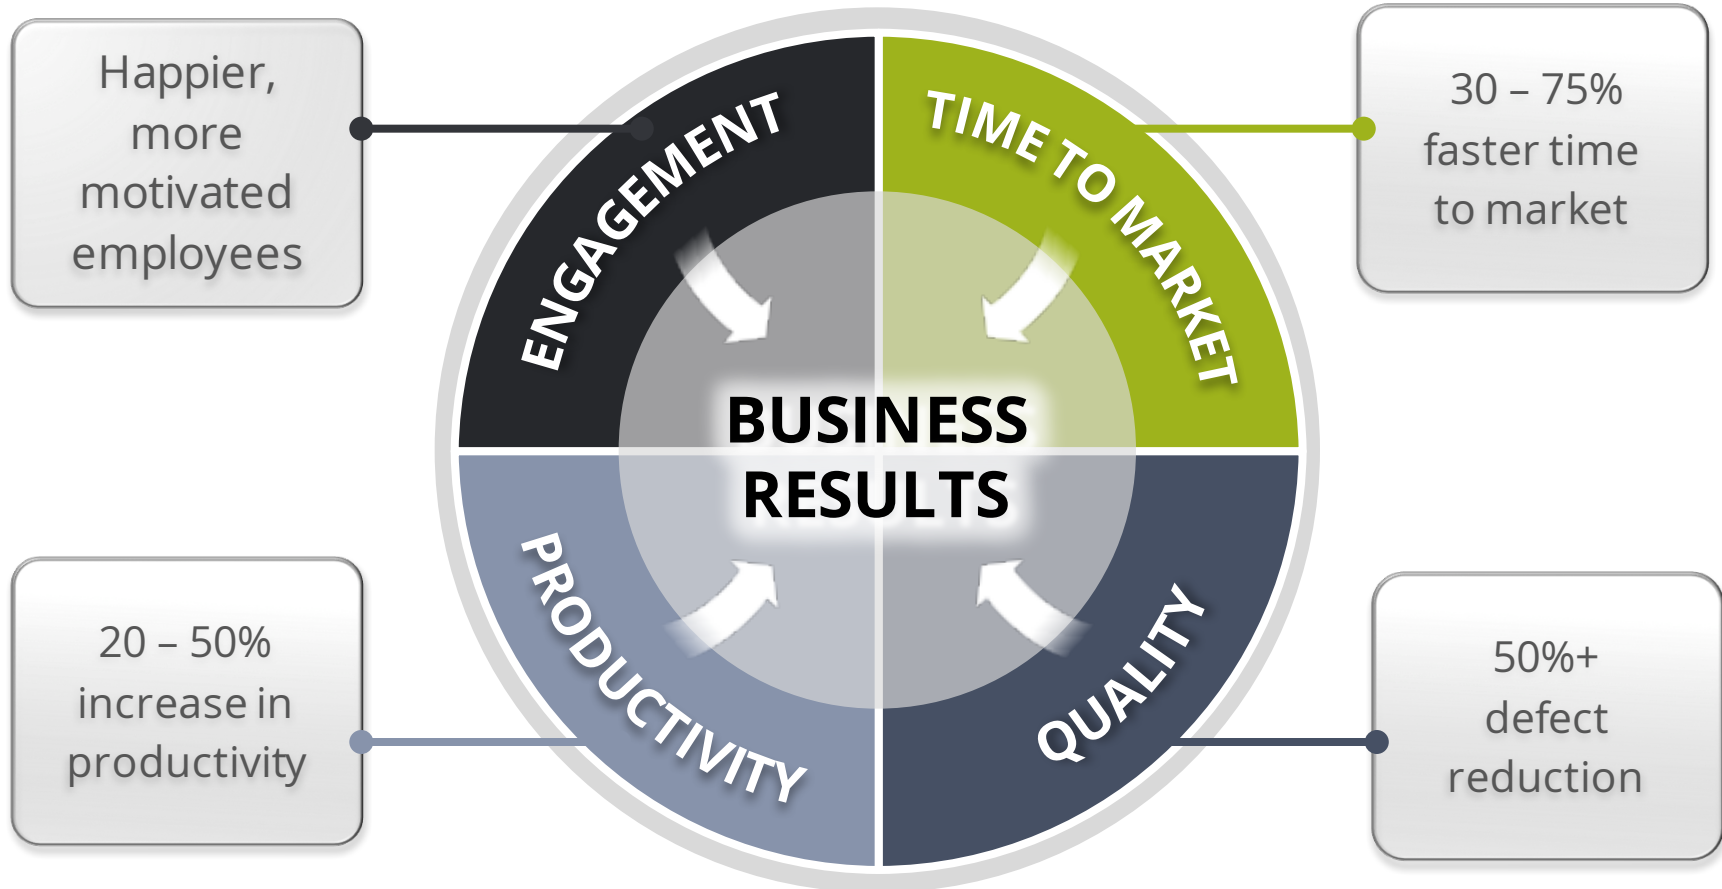 Happier,
more
motivated
employees
ENGAGEMENT
TIME TO MARKET
30 – 75%
faster time
to market
BUSINESS
RESULTS
20 – 50%
increase in
productivity
PRODUCTIVITY
QUALITY
50%+
defect
reduction